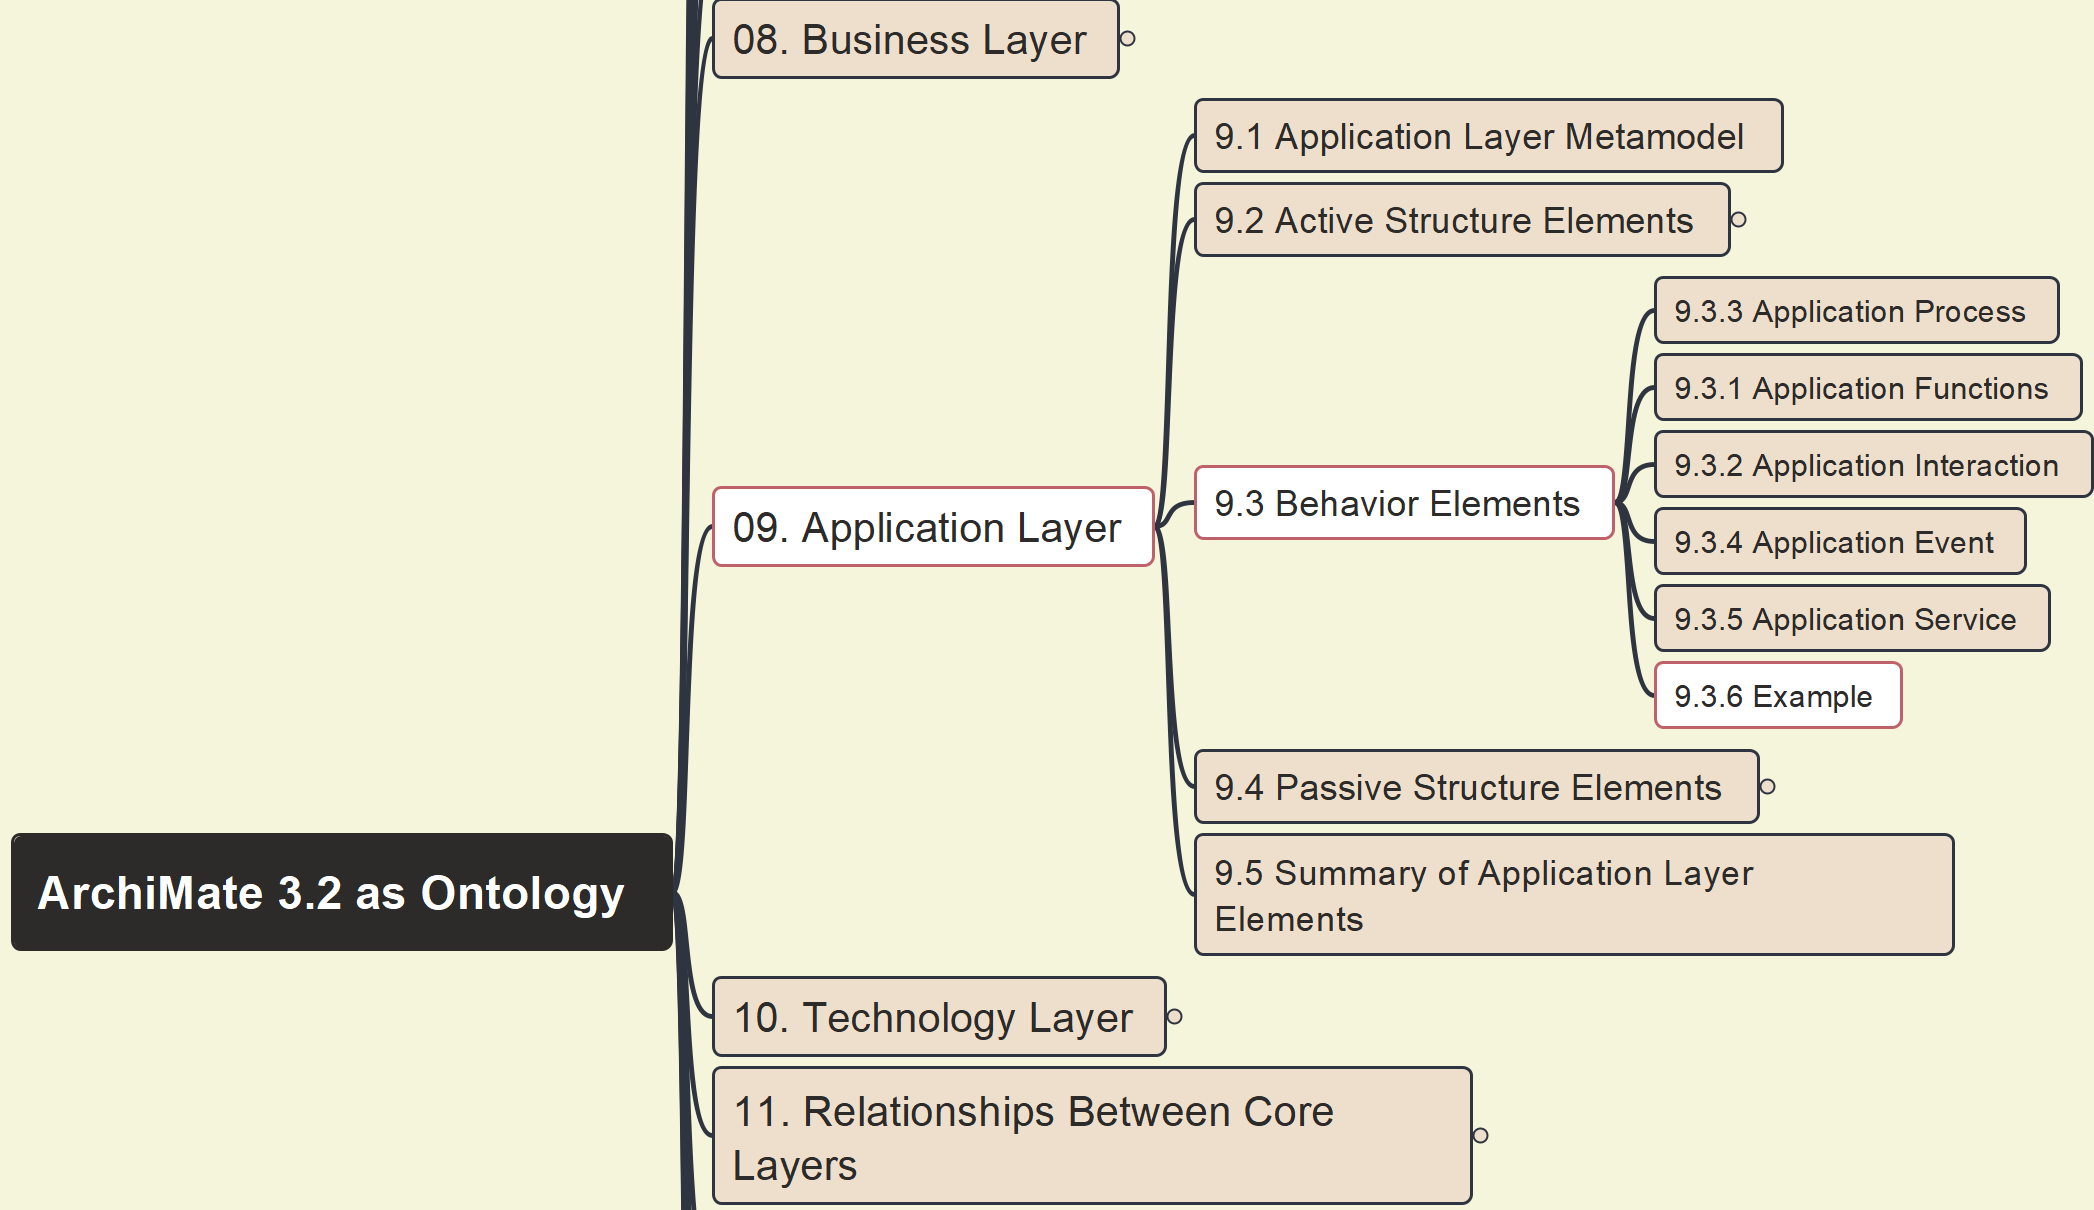 08. Business Layer
9.1 Application Layer Metamodel
9.2 Active Structure Elements
9.3.3 Application Process
9.3.1 Application Functions
9.3.2 Application Interaction
9.3 Behavior Elements
09. Application Layer
9.3.4 Application Event
9.3.5 Application Service
9.3.6 Example
9.4 Passive Structure Elements
9.5 Summary of Application Layer
Elements
ArchiMate 3.2 as Ontology
10. Technology Layer
11. Relationships Between Core
Layers